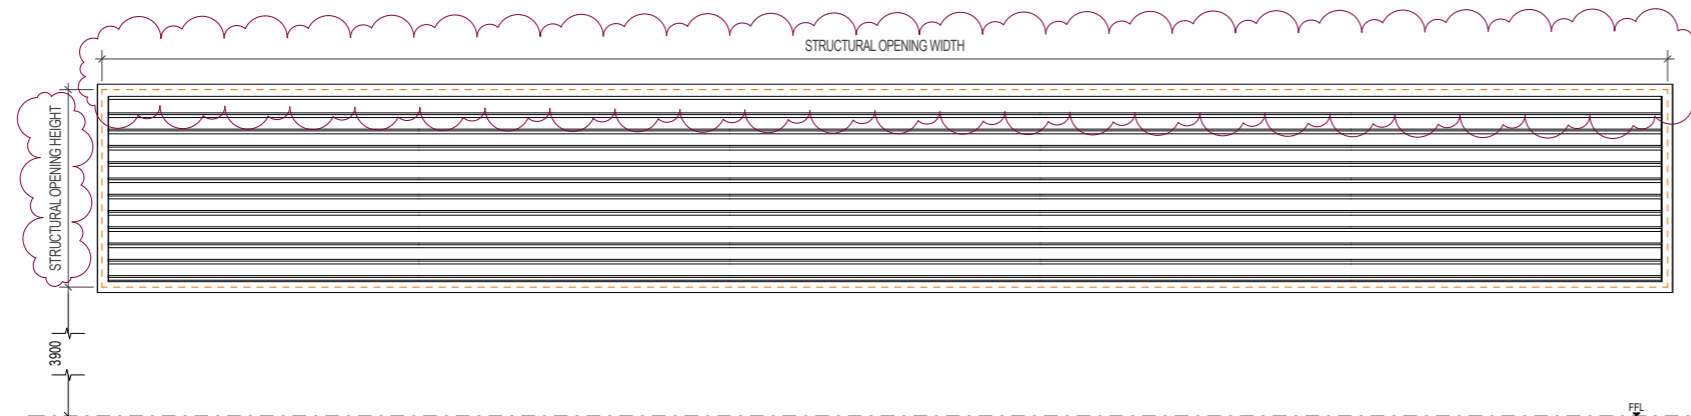 STRUCTURAL OPENING WIDTH
STRUCTURAL OPENING HEIGHT
3900
FFL